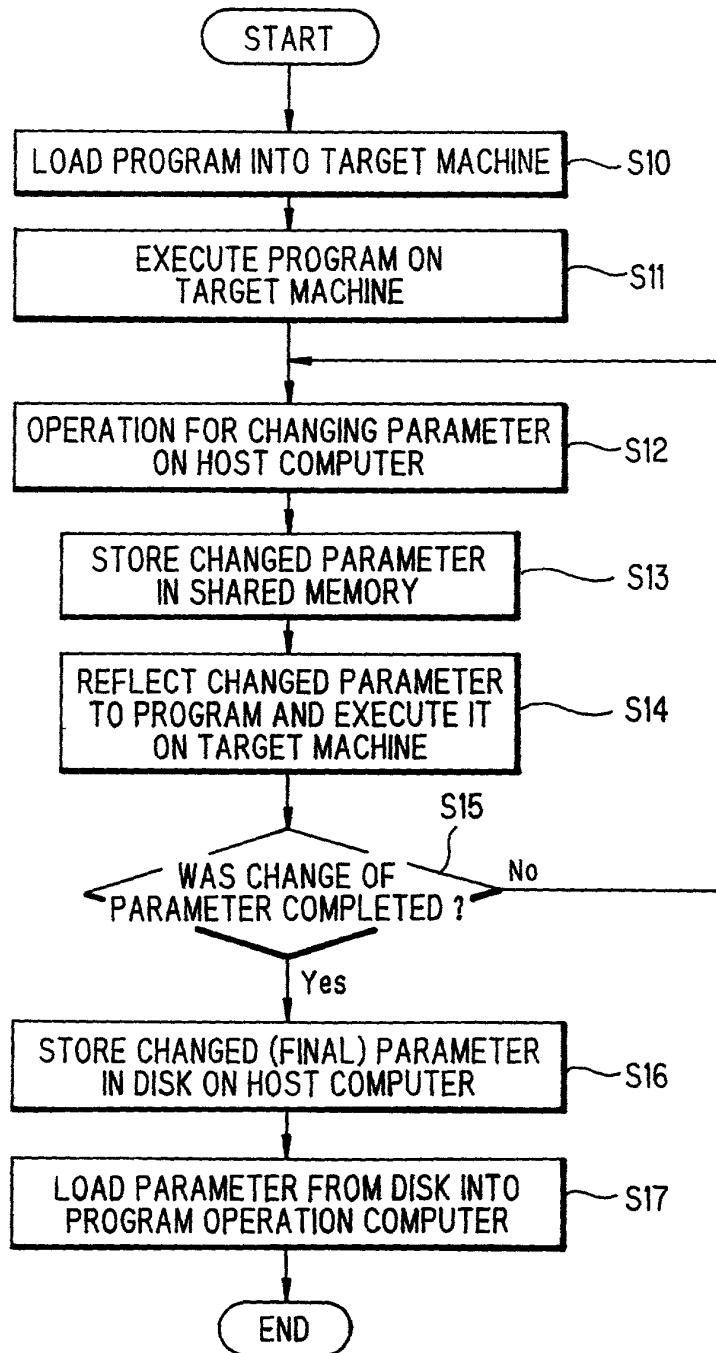 START
LOAD PROGRAM INTO TARGET MACHINE
S10
EXECUTE PROGRAM ON
TARGET MACHINE
S11
OPERATION FOR CHANGING PARAMETER
ON HOST COMPUTER
S12
STORE CHANGED PARAMETER
IN SHARED MEMORY
S13
REFLECT CHANGED PARAMETER
TO PROGRAM AND EXECUTE IT
ON TARGET MACHINE
S14
S15
WAS CHANGE OF
PARAMETER COMPLETED ?
No
Yes
STORE CHANGED (FINAL) PARAMETER
IN DISK ON HOST COMPUTER
S16
LOAD PARAMETER FROM DISK INTO
PROGRAM OPERATION COMPUTER
S17
END